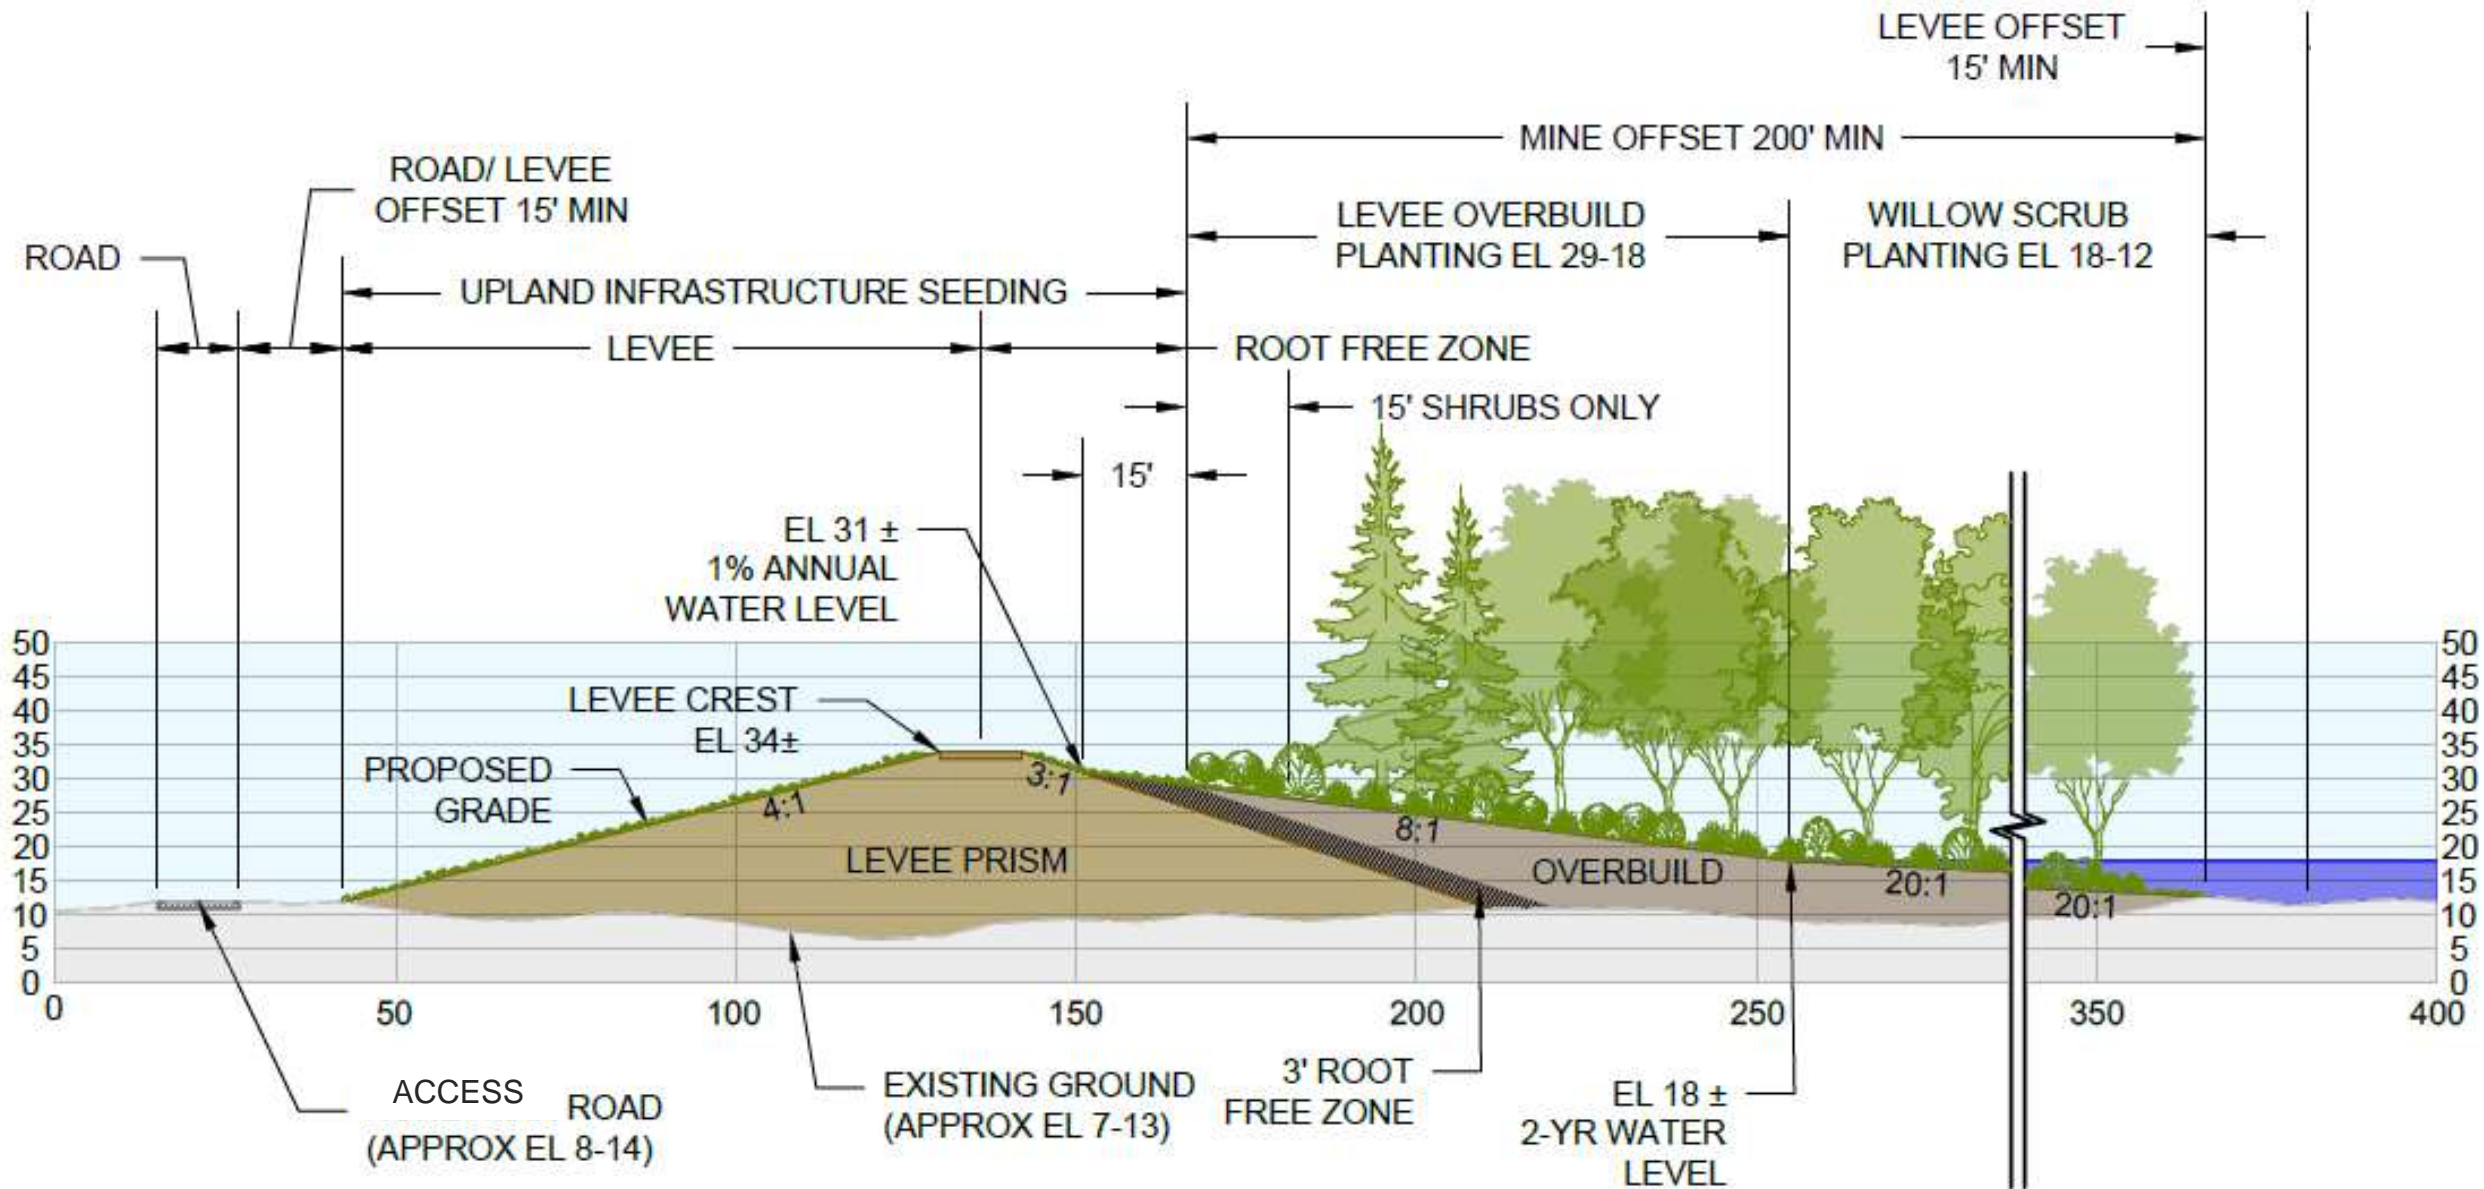 LEVEE OFFSET
15' MIN
MINE OFFSET 200' MIN
ROAD/ LEVEE
OFFSET 15' MIN
LEVEE OVERBUILD
PLANTING EL 29-18
WILLOW SCRUB
PLANTING EL 18-12
ROAD
UPLAND INFRASTRUCTURE SEEDING
LEVEE
ROOT FREE ZONE
15' SHRUBS ONLY
15'
EL 31 ±
1% ANNUAL
WATER LEVEL
LEVEE CREST
EL 34±
PROPOSED
GRADE
4:1
3:1
LEVEE PRISM
8:1
OVERBUILD
20:1
20:1
50
45
40
35
30
25
20
15
10
5
0
50
45
40
35
30
25
20
15
10
5
0
0 50 100 150 200 250 350 400
ACCESS ROAD
(APPROX EL 8-14)
EXISTING GROUND
(APPROX EL 7-13)
3' ROOT
FREE ZONE
EL 18 ±
2-YR WATER
LEVEL